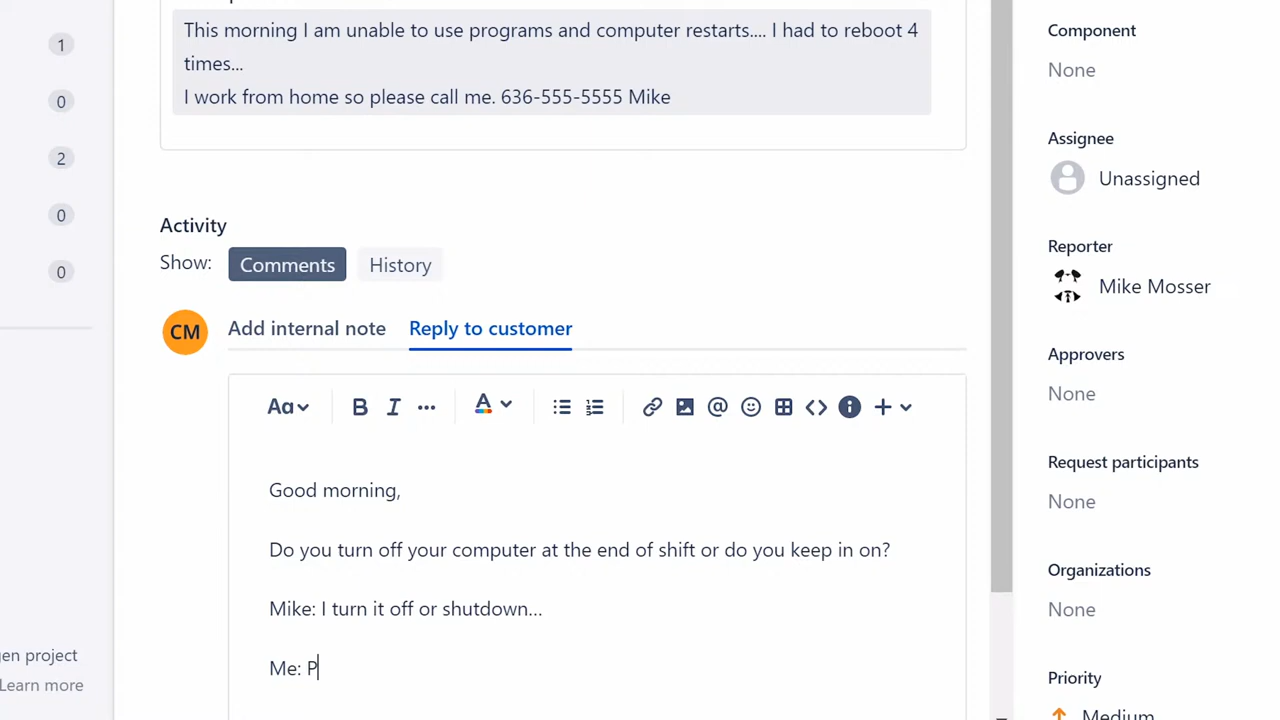 This morning I am unable to use programs and computer restarts.... I had to reboot 4
times...
I work from home so please call me. 636-555-5555 Mike
1
0
2
0
0
Activity
Show: Comments History
CM Add internal note Reply to customer
Aa B I ... A @ <> i +
Good morning,
Do you turn off your computer at the end of shift or do you keep in on?
Mike: I turn it off or shutdown...
Me: P
gen project
Learn more
Component
None
Assignee
Unassigned
Reporter
Mike Mosser
Approvers
None
Request participants
None
Organizations
None
Priority
Medium